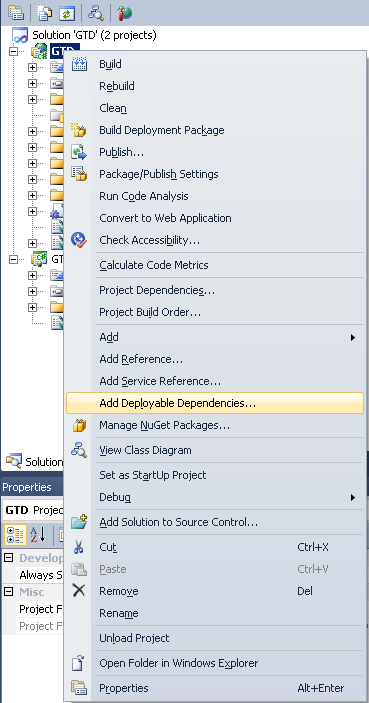 Solution 'GTD' (2 projects)
GTD
Build
Rebuild
Clean
Build Deployment Package
Publish...
Package/Publish Settings
Run Code Analysis
Convert to Web Application
Check Accessibility...
GT
Calculate Code Metrics
Project Dependencies...
Project Build Order...
Add
Add Reference...
Add Service Reference...
Add Deployable Dependencies...
Manage NuGet Packages...
View Class Diagram
Solution
Set as StartUp Project
Properties
Debug
GTD Projec
Add Solution to Source Control...
Cut Ctrl+X
Develop
Paste Ctrl+V
Always S
Remove Del
Misc
Project F
Rename
Project F
Unload Project
Open Folder in Windows Explorer
Properties Alt+Enter